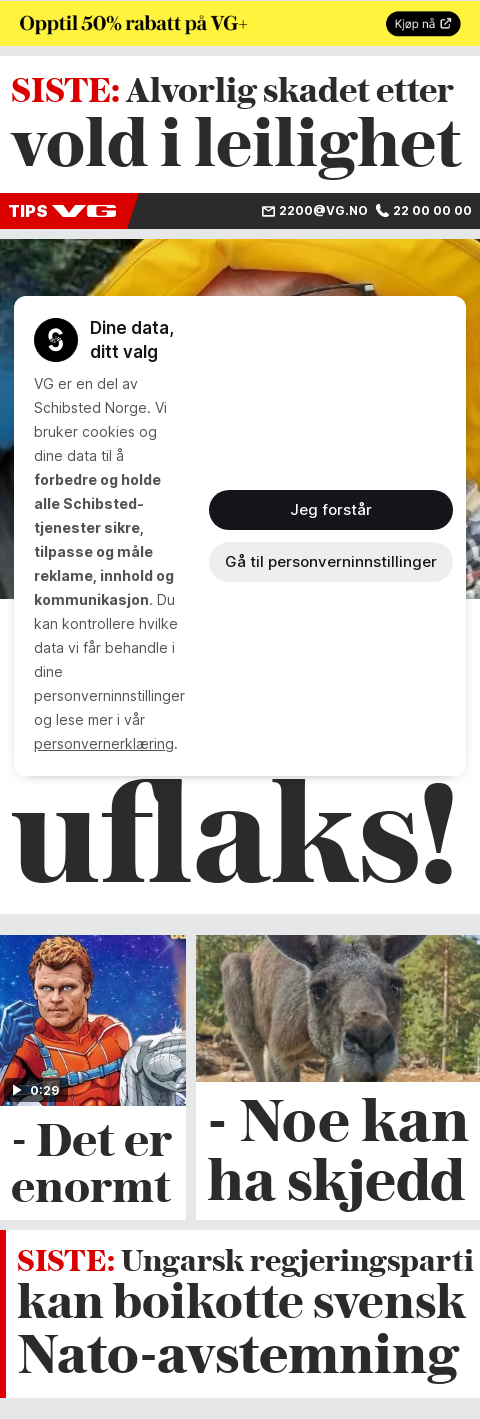 Opptil 50% rabatt på VG+
Kjøp nå
SISTE: Alvorlig skadet etter
vold i leilighet
TIPS VG
2200@VG.NO 22 00 00 00
Dine data,
ditt valg
VG er en del av
Schibsted Norge. Vi
bruker cookies og
dine data til å
forbedre og holde
alle Schibsted-
tjenester sikre,
tilpasse og måle
reklame, innhold og
kommunikasjon. Du
kan kontrollere hvilke
data vi får behandle i
dine
personverninnstillinger
og lese mer i vår
personvernerklæring.
Jeg forstår
Gå til personverninnstillinger
uflaks!
0:29
- Det er
enormt
- Noe kan
ha skjedd
SISTE: Ungarsk regjeringsparti
kan boikotte svensk
Nato-avstemning